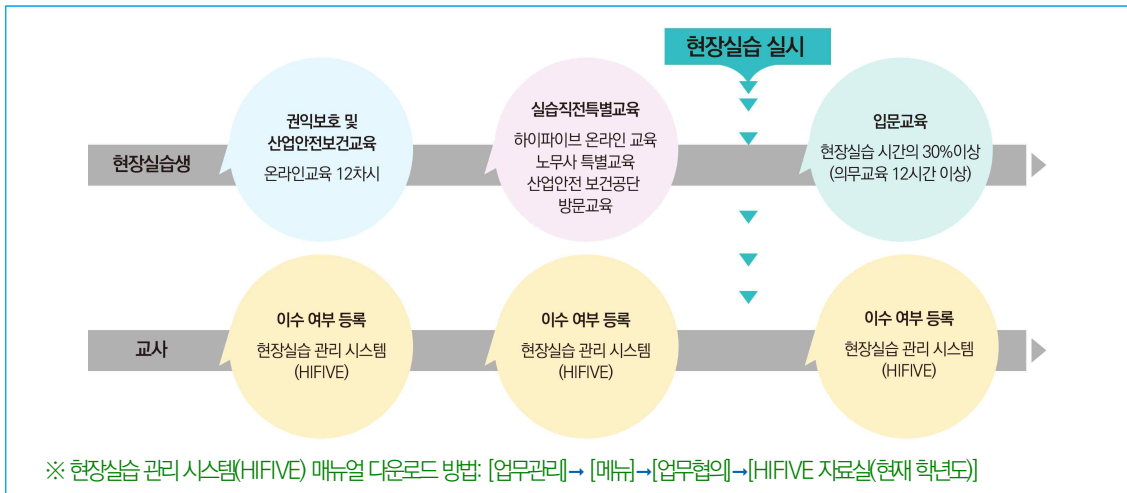 현장실습 실시
현장실습생
권익보호 및
산업안전보건교육
온라인교육 12차시
실습직전특별교육
하이파이브 온라인 교육
노무사 특별교육
산업안전 보건공단
방문교육
입문교육
현장실습 시간의 30%이상
(의무교육 12시간 이상)
교사
이수 여부 등록
현장실습 관리 시스템
(HIFIVE)
이수 여부 등록
현장실습 관리 시스템
(HIFIVE)
이수 여부 등록
현장실습 관리 시스템
(HIFIVE)
※ 현장실습 관리 시스템(HIFIVE) 매뉴얼 다운로드 방법: [업무관리]→ [메뉴]→[업무협의]→[HIFIVE 자료실(현재 학년도)]